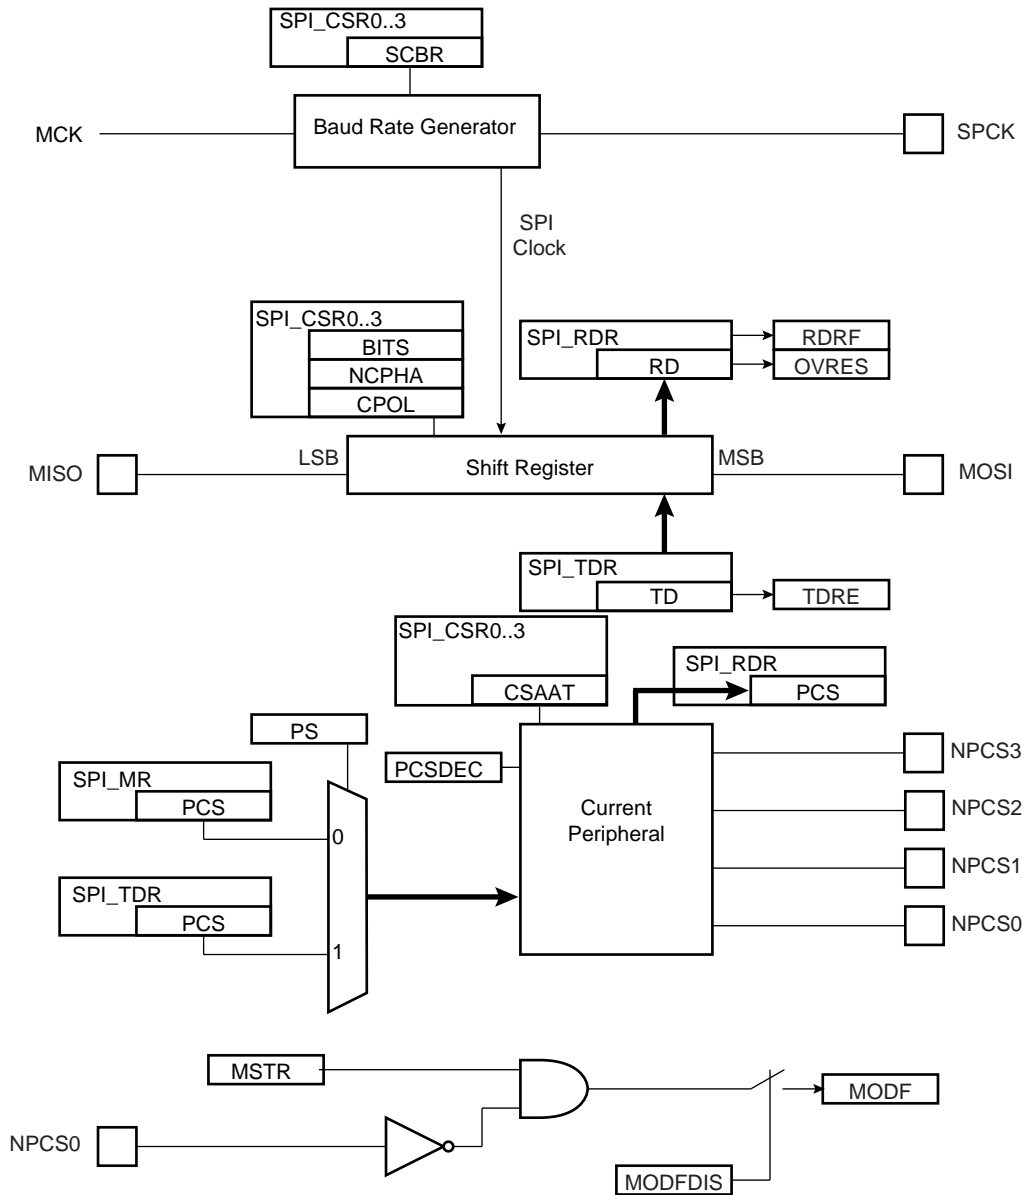 SPI_CSR0..3
SCBR
MCK
Baud Rate Generator
SPCK
SPI
Clock
SPI_CSR0..3
BITS
NCPHA
CPOL
SPI_RDR
RD
RDRF
OVRES
MISO
LSB
Shift Register
MSB
MOSI
SPI_TDR
TD
TDRE
SPI_CSR0..3
CSAAT
SPI_RDR
PCS
PS
PCSDEC
NPCS3
SPI_MR
PCS
0
Current
Peripheral
NPCS2
NPCS1
SPI_TDR
PCS
1
NPCS0
MSTR
MODF
NPCS0
MODFDIS